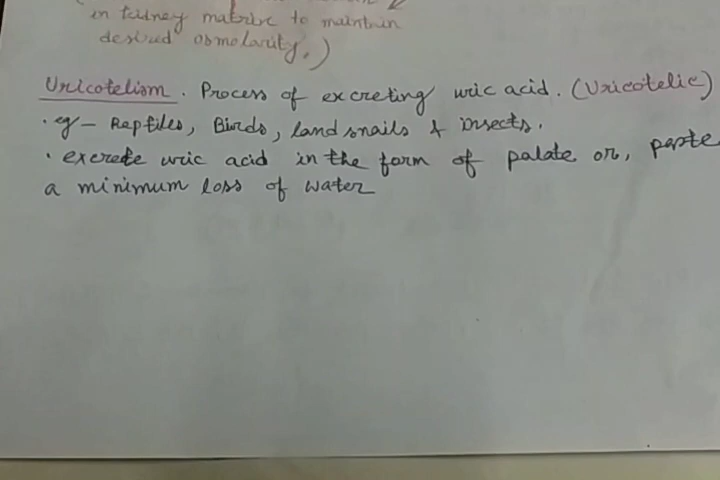 in kidney matrix to maintain
desired osmolarity.)
Uricotelism. Process of excreting uric acid. (Uricotelic)
• eg - Reptiles, Birds, land snails & insects.
• excrete uric acid in the form of palate or, paste
a minimum loss of water